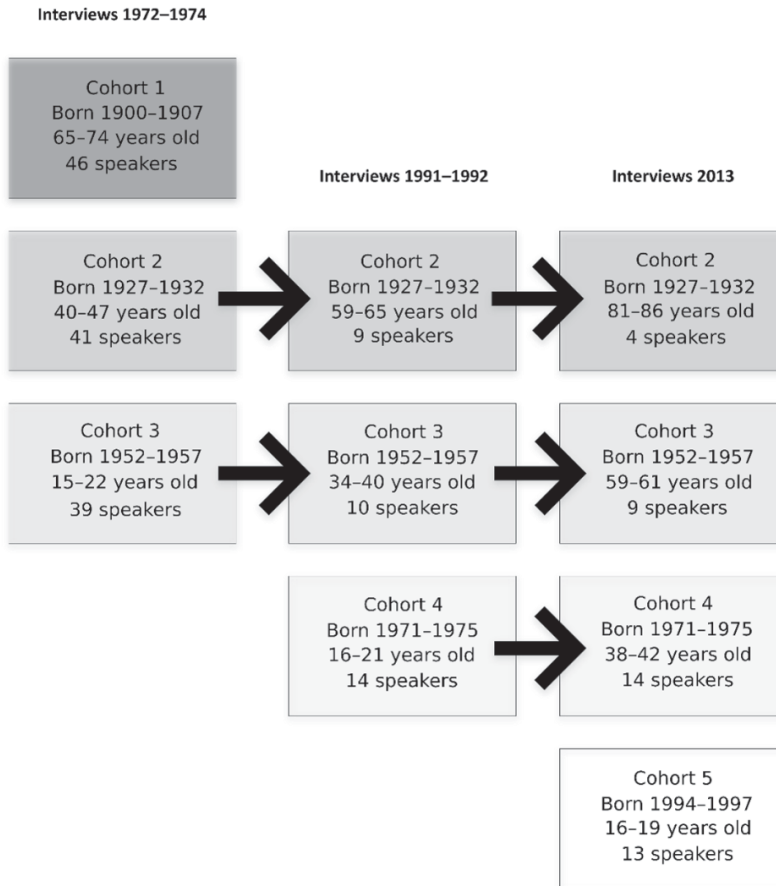 Interviews 1972–1974
Cohort 1
Born 1900–1907
65–74 years old
46 speakers
Interviews 1991–1992
Interviews 2013
Cohort 2
Born 1927–1932
40–47 years old
41 speakers
Cohort 2
Born 1927–1932
59–65 years old
9 speakers
Cohort 2
Born 1927–1932
81–86 years old
4 speakers
Cohort 3
Born 1952–1957
15–22 years old
39 speakers
Cohort 3
Born 1952–1957
34–40 years old
10 speakers
Cohort 3
Born 1952–1957
59–61 years old
9 speakers
Cohort 4
Born 1971–1975
16–21 years old
14 speakers
Cohort 4
Born 1971–1975
38–42 years old
14 speakers
Cohort 5
Born 1994–1997
16–19 years old
13 speakers